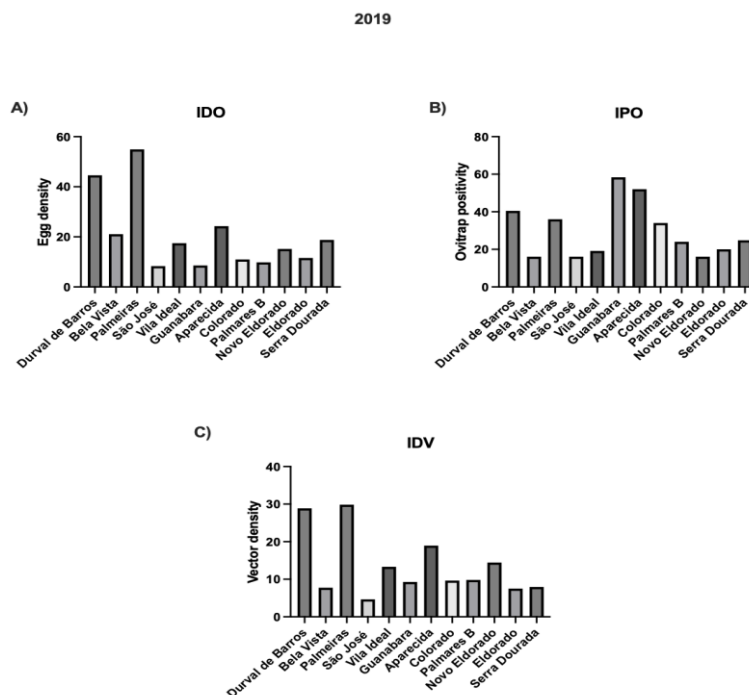 2019
A)
IDO
Egg density
60
40
20
0
Durval de Barros
Bela Vista
Palmeiras
São José
Vila Ideal
Guanabara
Aparecida
Colorado
Palmares B
Novo Eldorado
Eldorado
Serra Dourada
B)
IPO
Ovitrap positivity
80
60
40
20
0
Durval de Barros
Bela Vista
Palmeiras
São José
Vila Ideal
Guanabara
Aparecida
Colorado
Palmares B
Novo Eldorado
Eldorado
Serra Dourada
C)
IDV
Vector density
40
30
20
10
0
Durval de Barros
Bela Vista
Palmeiras
São José
Vila Ideal
Guanabara
Aparecida
Colorado
Palmares B
Novo Eldorado
Eldorado
Serra Dourada